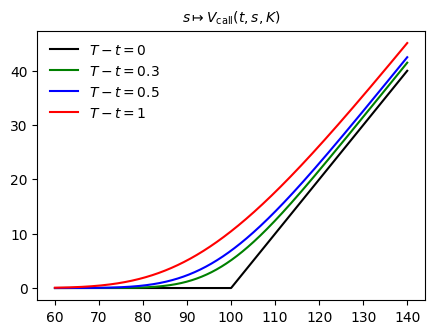 s ↦ V_call(t, s, K)
T − t = 0
T − t = 0.3
T − t = 0.5
T − t = 1
40
30
20
10
0
60 70 80 90 100 110 120 130 140